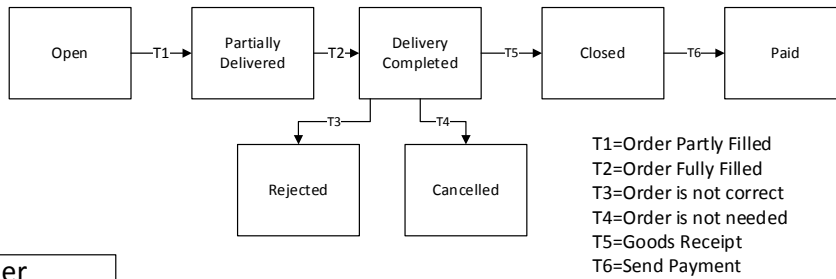 Open
T1
Partially
Delivered
T2
Delivery
Completed
T5
Closed
T6
Paid
T3
T4
Rejected
Cancelled
T1=Order Partly Filled
T2=Order Fully Filled
T3=Order is not correct
T4=Order is not needed
T5=Goods Receipt
T6=Send Payment
er